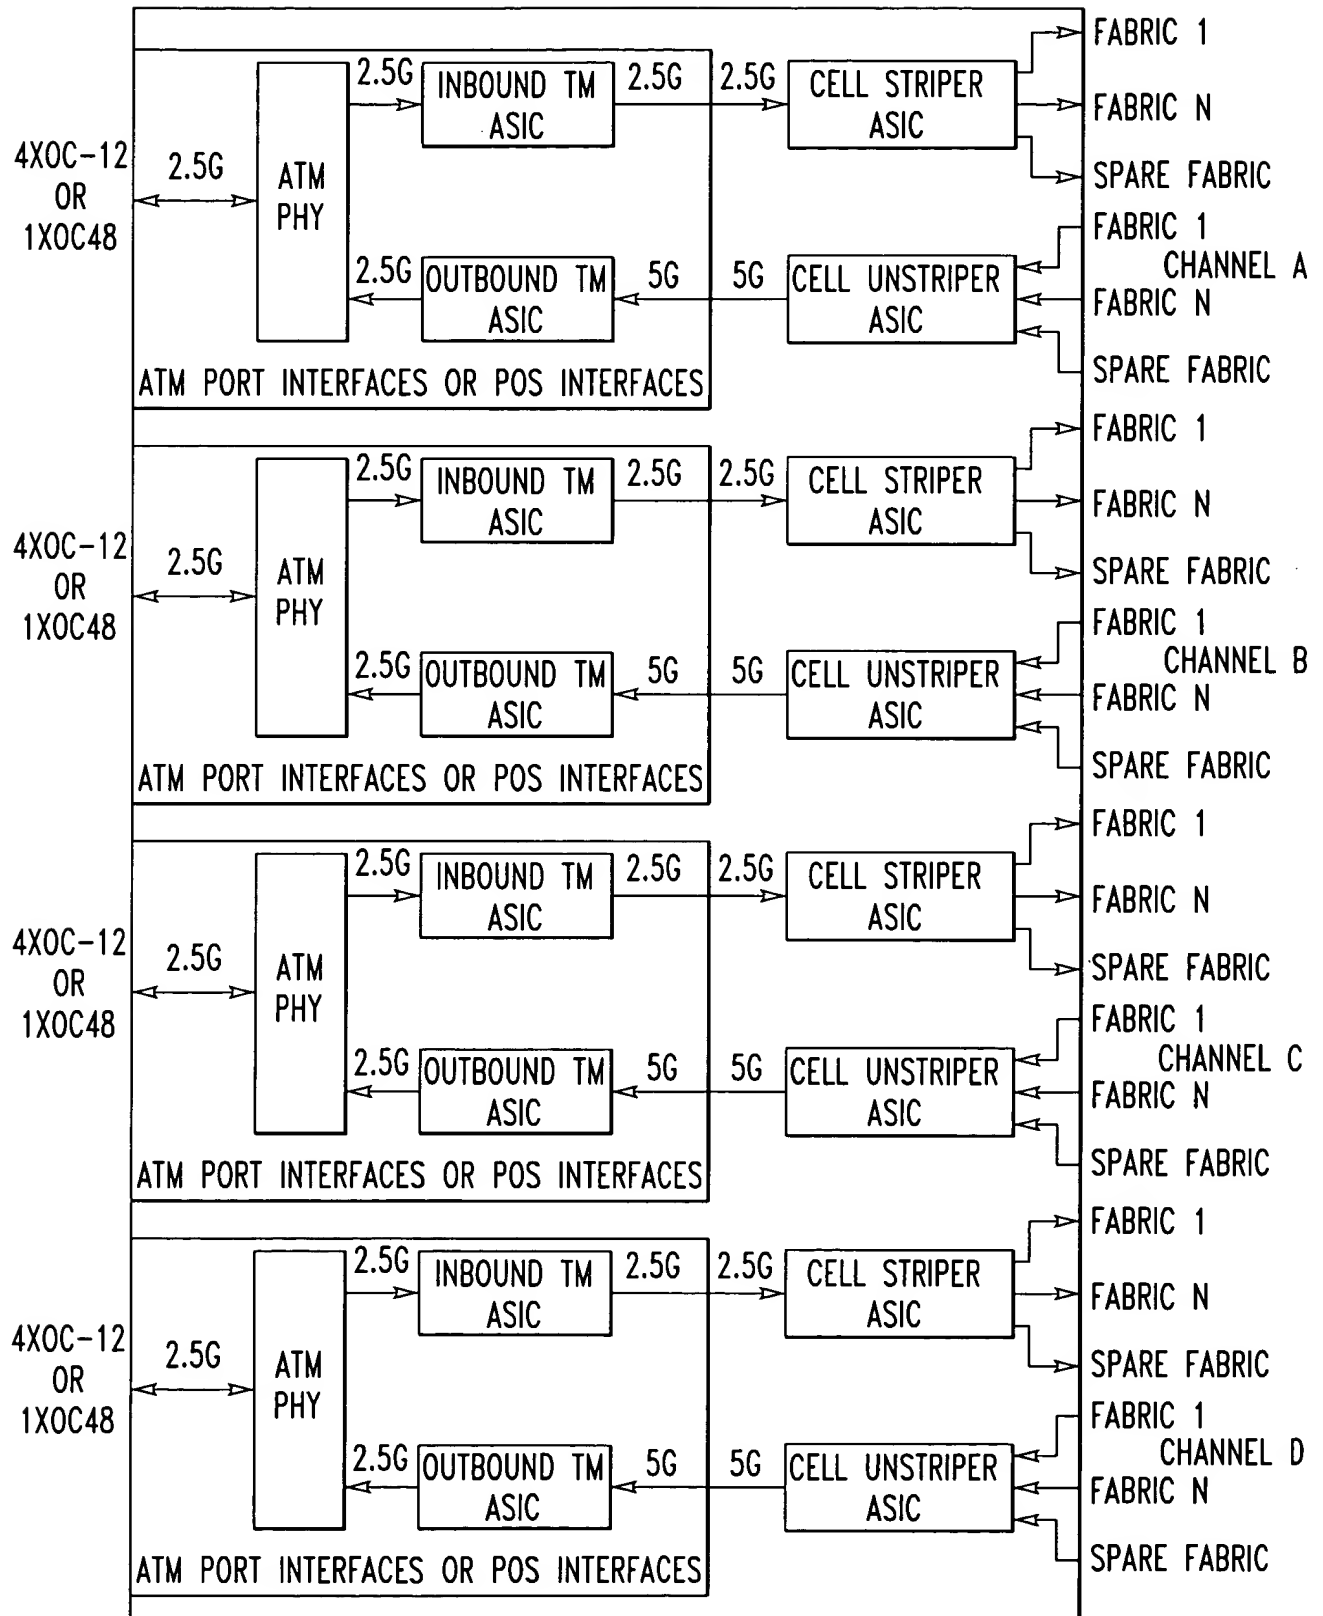 FABRIC 1
2.5G
INBOUND TM
ASIC
2.5G
2.5G
CELL STRIPER
ASIC
FABRIC N
4XOC-12
OR
1XOC48
2.5G
ATM
PHY
SPARE FABRIC
FABRIC 1
CHANNEL A
2.5G
OUTBOUND TM
ASIC
5G
5G
CELL UNSTRIPER
ASIC
FABRIC N
SPARE FABRIC
ATM PORT INTERFACES OR POS INTERFACES
FABRIC 1
2.5G
INBOUND TM
ASIC
2.5G
2.5G
CELL STRIPER
ASIC
FABRIC N
4XOC-12
OR
1XOC48
2.5G
ATM
PHY
SPARE FABRIC
FABRIC 1
CHANNEL B
2.5G
OUTBOUND TM
ASIC
5G
5G
CELL UNSTRIPER
ASIC
FABRIC N
SPARE FABRIC
ATM PORT INTERFACES OR POS INTERFACES
FABRIC 1
2.5G
INBOUND TM
ASIC
2.5G
2.5G
CELL STRIPER
ASIC
FABRIC N
4XOC-12
OR
1XOC48
2.5G
ATM
PHY
SPARE FABRIC
FABRIC 1
CHANNEL C
2.5G
OUTBOUND TM
ASIC
5G
5G
CELL UNSTRIPER
ASIC
FABRIC N
SPARE FABRIC
ATM PORT INTERFACES OR POS INTERFACES
FABRIC 1
2.5G
INBOUND TM
ASIC
2.5G
2.5G
CELL STRIPER
ASIC
FABRIC N
4XOC-12
OR
1XOC48
2.5G
ATM
PHY
SPARE FABRIC
FABRIC 1
CHANNEL D
2.5G
OUTBOUND TM
ASIC
5G
5G
CELL UNSTRIPER
ASIC
FABRIC N
SPARE FABRIC
ATM PORT INTERFACES OR POS INTERFACES